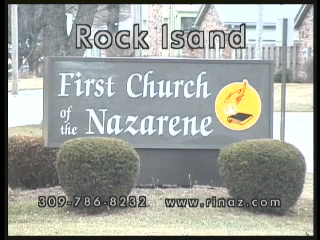 Rock Isand
First Church
of the Nazarene
309-786-8232 www.rinaz.com